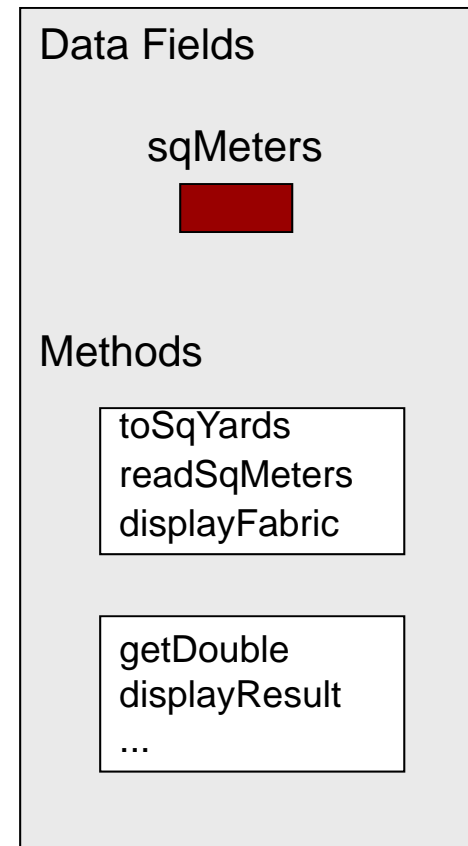 Data Fields
sqMeters
Methods
toSqYards
readSqMeters
displayFabric
getDouble
displayResult
...